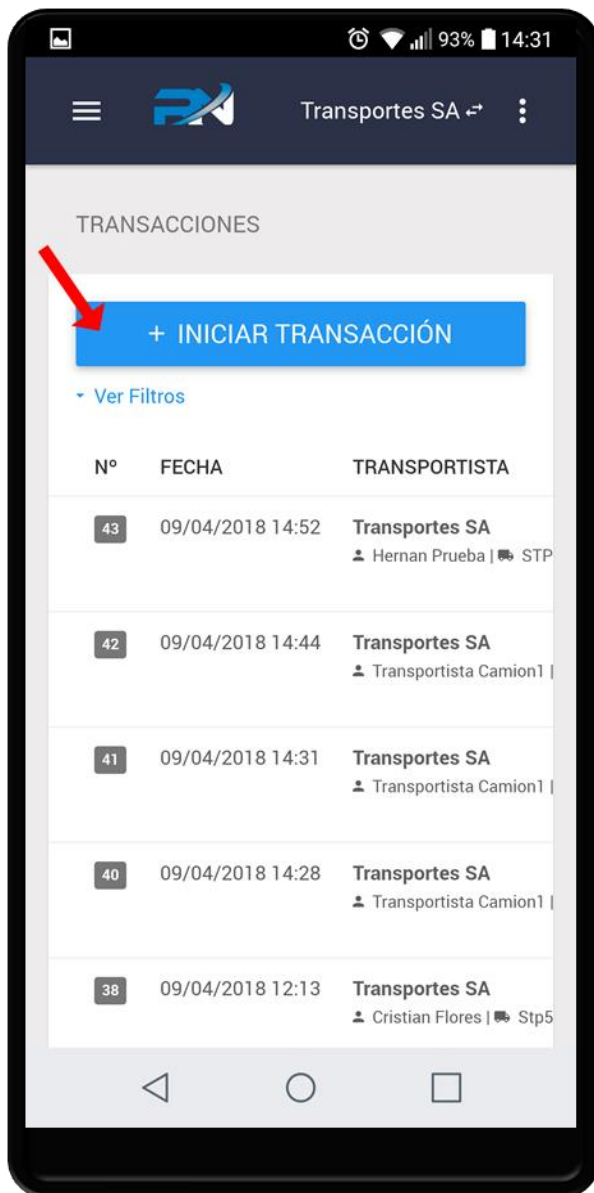 93% 14:31
PN Transportes SA
TRANSACCIONES
+ INICIAR TRANSACCIÓN
Ver Filtros
Nº FECHA TRANSPORTISTA
43 09/04/2018 14:52 Transportes SA
Hernan Prueba | STP
42 09/04/2018 14:44 Transportes SA
Transportista Camion1 |
41 09/04/2018 14:31 Transportes SA
Transportista Camion1 |
40 09/04/2018 14:28 Transportes SA
Transportista Camion1 |
38 09/04/2018 12:13 Transportes SA
Cristian Flores | Stp5